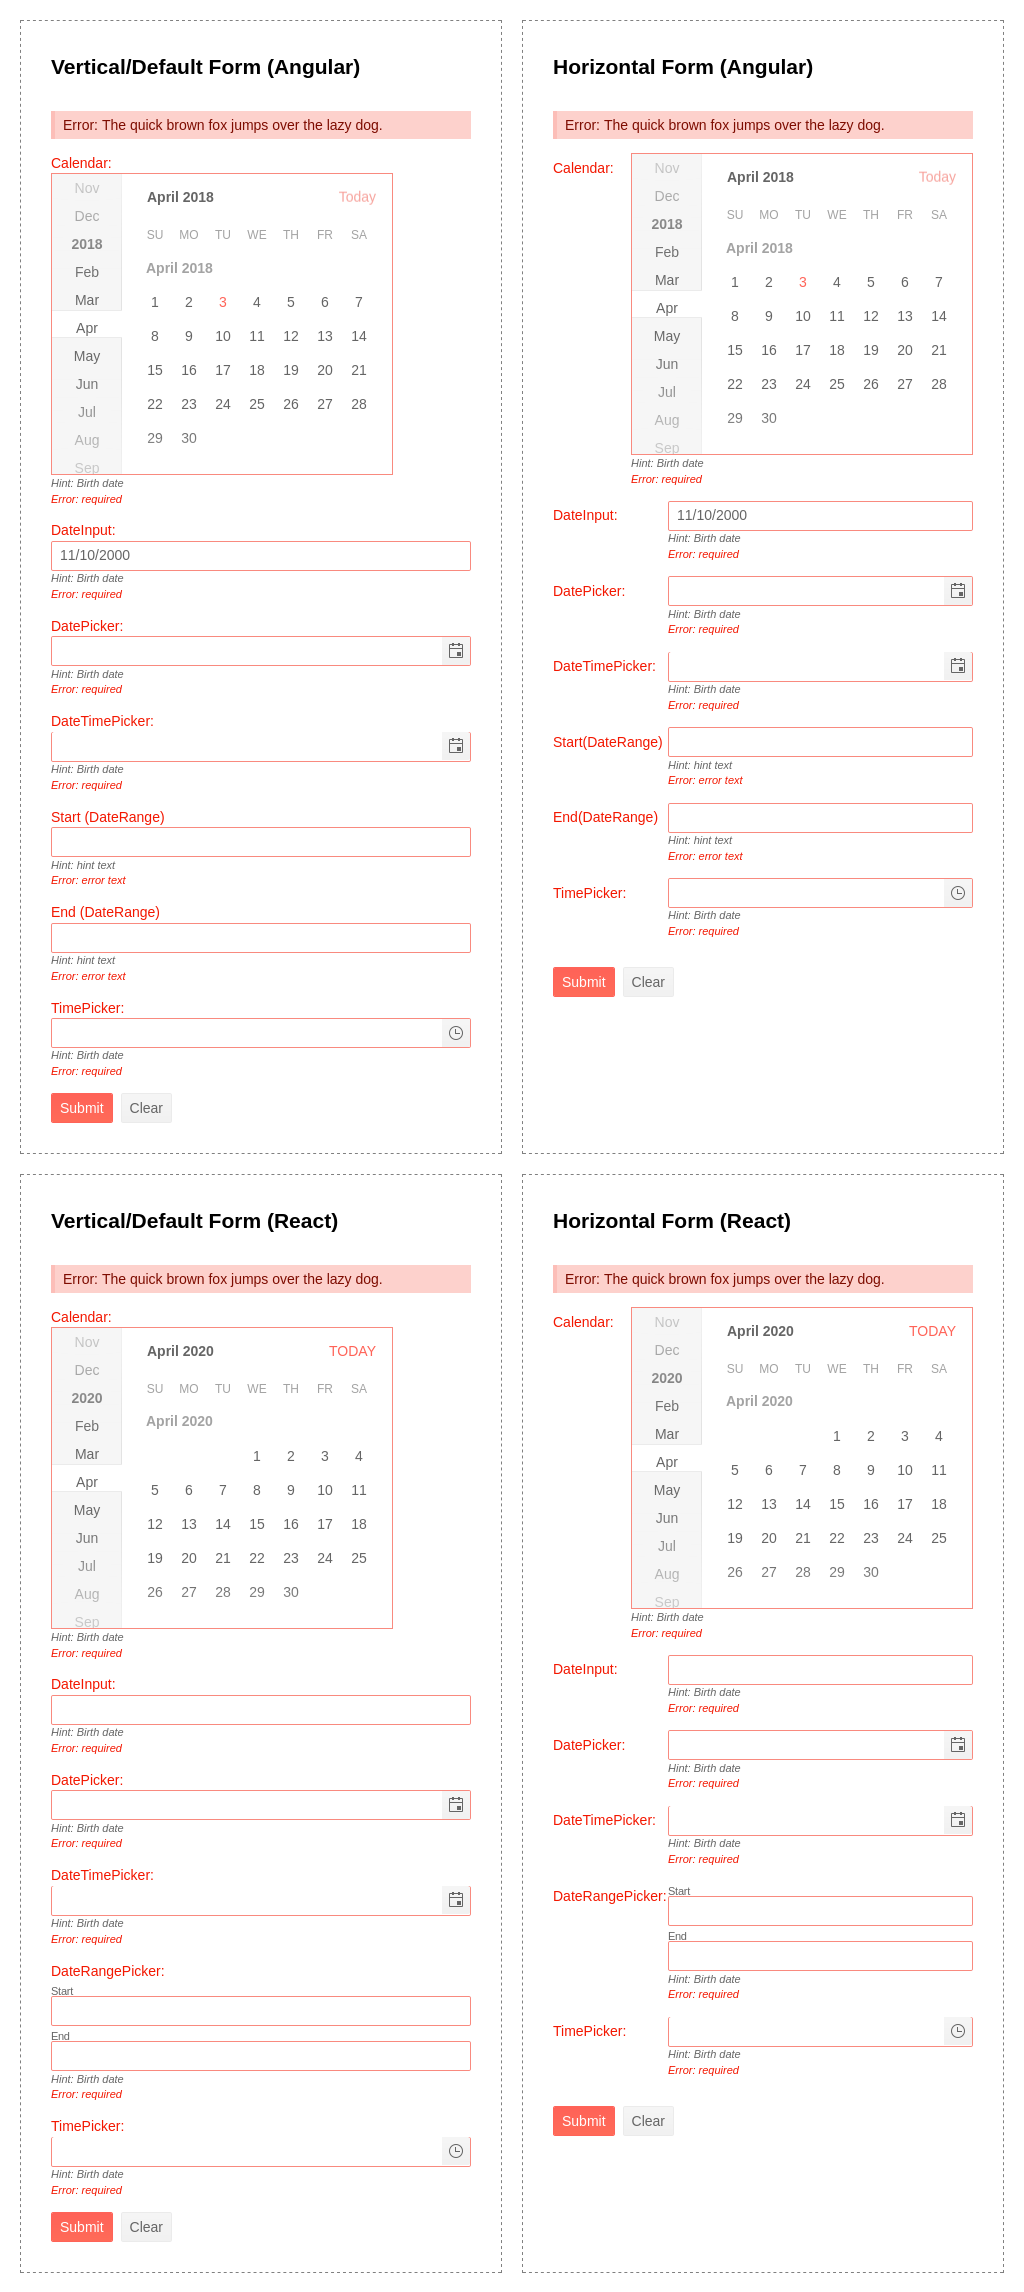 Vertical/Default Form (Angular)
Error: The quick brown fox jumps over the lazy dog.
Calendar:
Nov
Dec
2018
Feb
Mar
Apr
May
Jun
Jul
Aug
Sep
April 2018 Today
SU MO TU WE TH FR SA
April 2018
1 2 3 4 5 6 7
8 9 10 11 12 13 14
15 16 17 18 19 20 21
22 23 24 25 26 27 28
29 30
Hint: Birth date
Error: required
DateInput:
11/10/2000
Hint: Birth date
Error: required
DatePicker:
Hint: Birth date
Error: required
DateTimePicker:
Hint: Birth date
Error: required
Start (DateRange)
Hint: hint text
Error: error text
End (DateRange)
Hint: hint text
Error: error text
TimePicker:
Hint: Birth date
Error: required
Submit Clear
Horizontal Form (Angular)
Error: The quick brown fox jumps over the lazy dog.
Calendar:
Nov
Dec
2018
Feb
Mar
Apr
May
Jun
Jul
Aug
Sep
April 2018 Today
SU MO TU WE TH FR SA
April 2018
1 2 3 4 5 6 7
8 9 10 11 12 13 14
15 16 17 18 19 20 21
22 23 24 25 26 27 28
29 30
Hint: Birth date
Error: required
DateInput: 11/10/2000
Hint: Birth date
Error: required
DatePicker:
Hint: Birth date
Error: required
DateTimePicker:
Hint: Birth date
Error: required
Start(DateRange)
Hint: hint text
Error: error text
End(DateRange)
Hint: hint text
Error: error text
TimePicker:
Hint: Birth date
Error: required
Submit Clear
Vertical/Default Form (React)
Error: The quick brown fox jumps over the lazy dog.
Calendar:
Nov
Dec
2020
Feb
Mar
Apr
May
Jun
Jul
Aug
Sep
April 2020 TODAY
SU MO TU WE TH FR SA
April 2020
1 2 3 4
5 6 7 8 9 10 11
12 13 14 15 16 17 18
19 20 21 22 23 24 25
26 27 28 29 30
Hint: Birth date
Error: required
DateInput:
Hint: Birth date
Error: required
DatePicker:
Hint: Birth date
Error: required
DateTimePicker:
Hint: Birth date
Error: required
DateRangePicker:
Start
End
Hint: Birth date
Error: required
TimePicker:
Hint: Birth date
Error: required
Submit Clear
Horizontal Form (React)
Error: The quick brown fox jumps over the lazy dog.
Calendar:
Nov
Dec
2020
Feb
Mar
Apr
May
Jun
Jul
Aug
Sep
April 2020 TODAY
SU MO TU WE TH FR SA
April 2020
1 2 3 4
5 6 7 8 9 10 11
12 13 14 15 16 17 18
19 20 21 22 23 24 25
26 27 28 29 30
Hint: Birth date
Error: required
DateInput:
Hint: Birth date
Error: required
DatePicker:
Hint: Birth date
Error: required
DateTimePicker:
Hint: Birth date
Error: required
DateRangePicker: Start
End
Hint: Birth date
Error: required
TimePicker:
Hint: Birth date
Error: required
Submit Clear